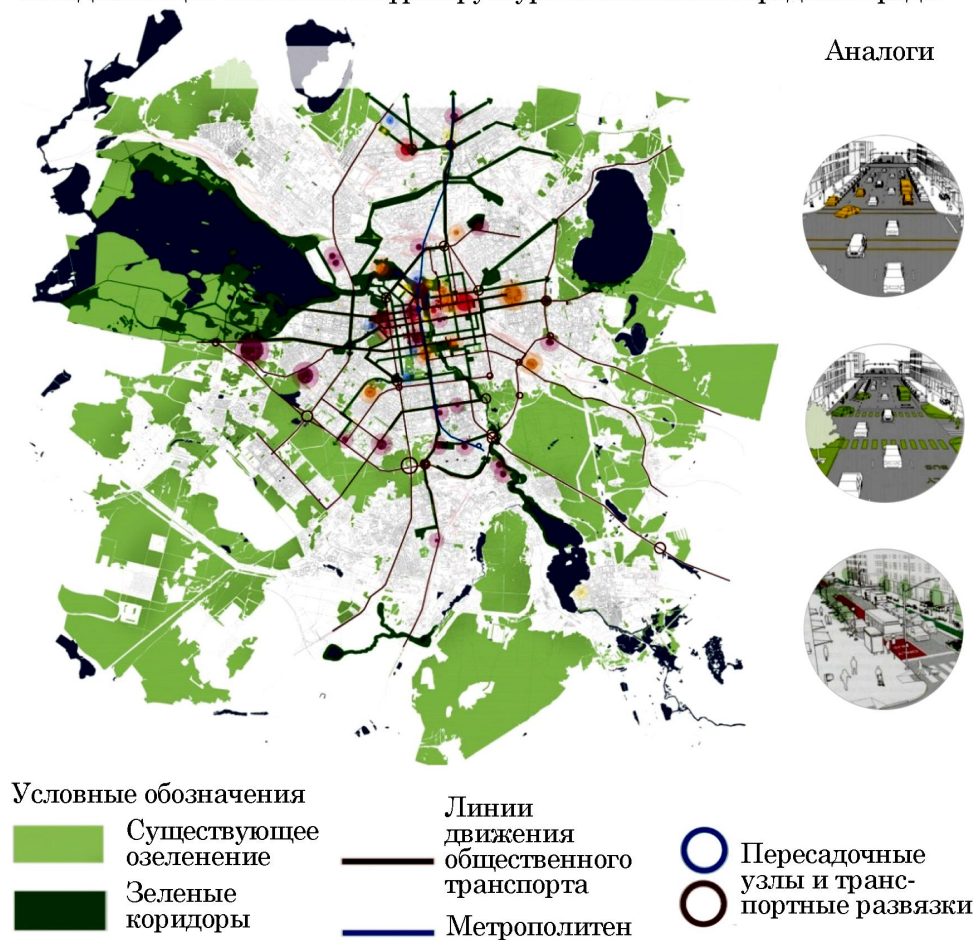 Аналоги
Условные обозначения
Существующее
озеленение
Зеленые
коридоры
Линии
движения
общественного
транспорта
Метрополитен
Пересадочные
узлы и транс-
портные развязки